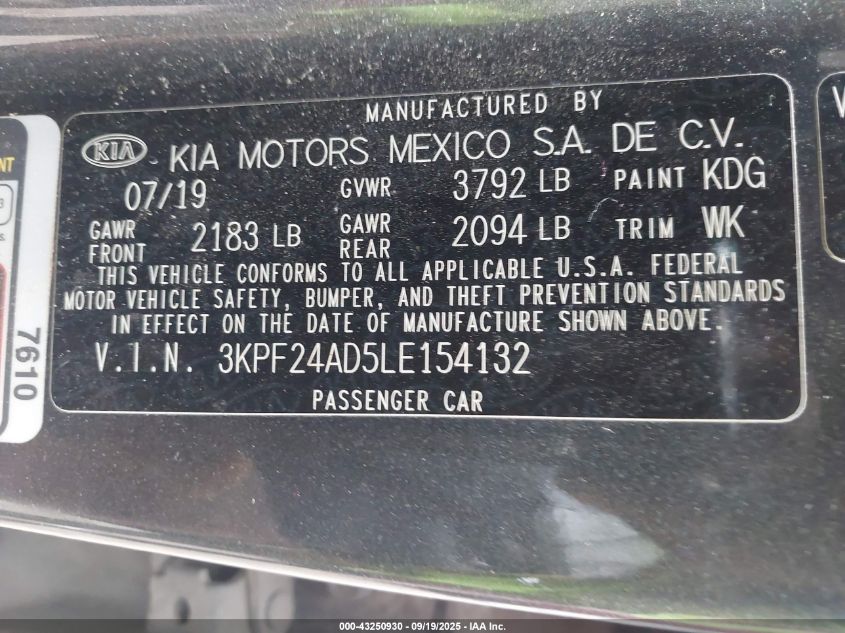 MANUFACTURED BY
KIA KIA MOTORS MEXICO S.A. DE C.V.
07/19 GVWR 3792 LB PAINT KDG
GAWR FRONT 2183 LB GAWR REAR 2094 LB TRIM WK
THIS VEHICLE CONFORMS TO ALL APPLICABLE U.S.A. FEDERAL
MOTOR VEHICLE SAFETY, BUMPER, AND THEFT PREVENTION STANDARDS
IN EFFECT ON THE DATE OF MANUFACTURE SHOWN ABOVE.
V.I.N. 3KPF24AD5LE154132
PASSENGER CAR
NT
3
&
7610
V
000-43250930 - 09/19/2025 - IAA Inc.